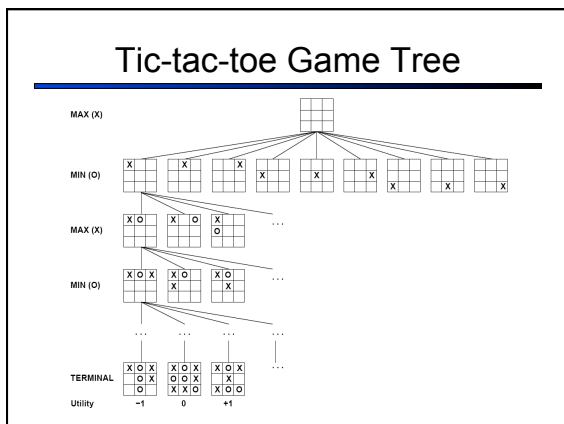 Tic-tac-toe Game Tree
MAX (X)
MIN (O)
X X X X X X X X X
MAX (X)
X O X O X
O
. . .
MIN (O)
X O X X O X O
X X
. . .
. . . . . . . . . . . .
TERMINAL
X O X X O X X O X
O X O O X X
O X X O X O O
. . .
Utility −1 0 +1